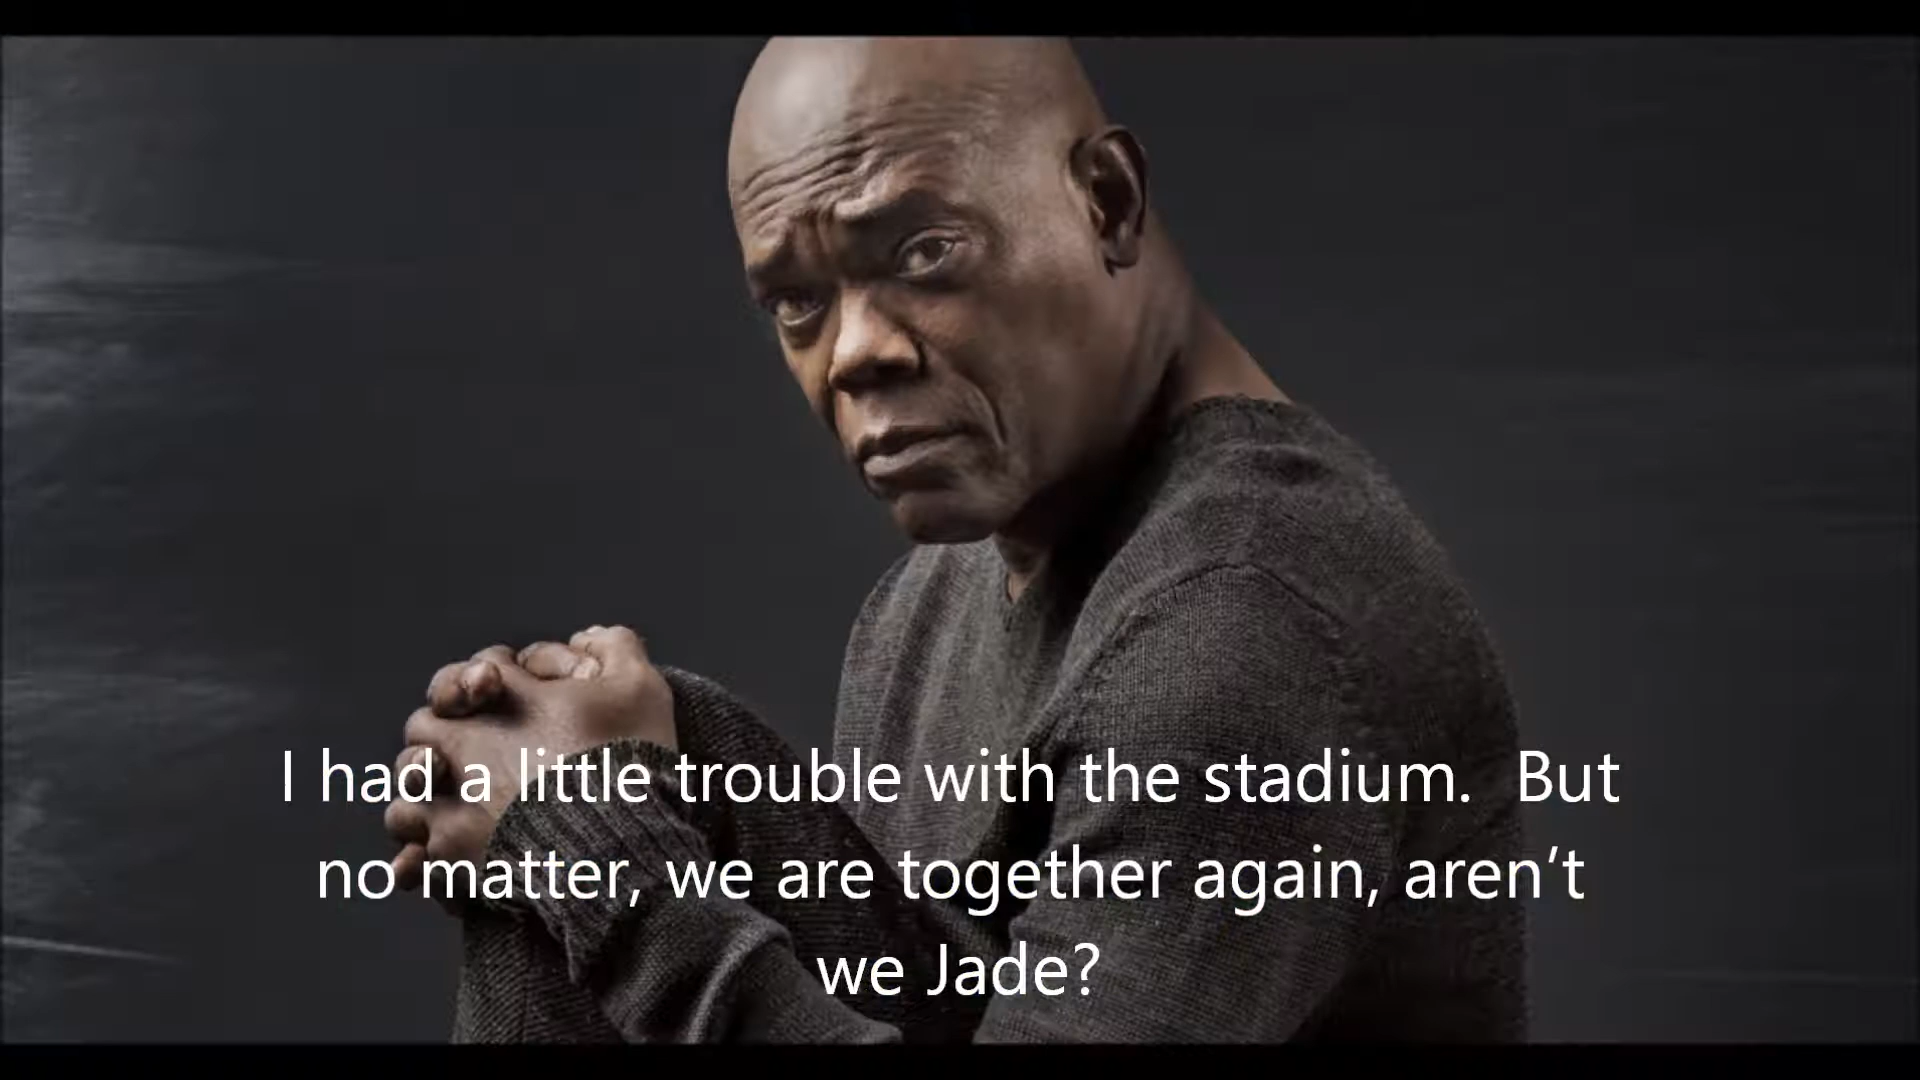 I had a little trouble with the stadium.  But
no matter, we are together again, aren’t
we Jade?